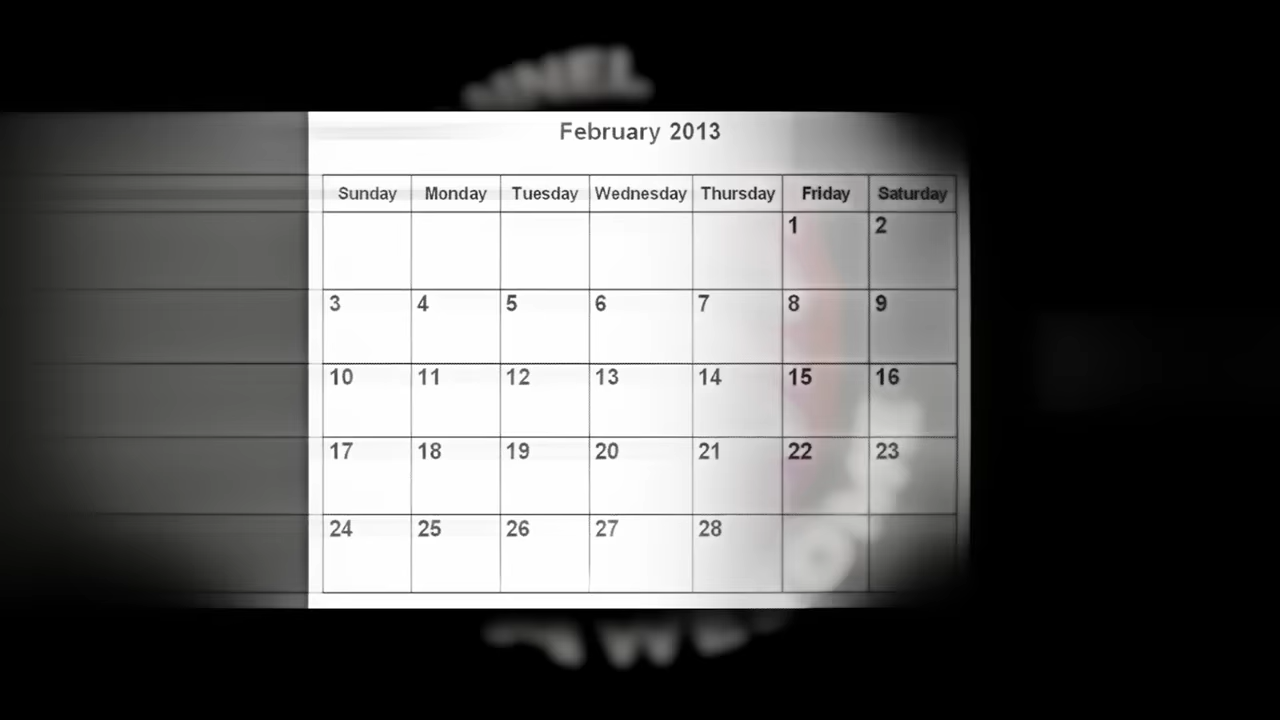 February 2013
Sunday Monday Tuesday Wednesday Thursday Friday Saturday
1 2
3 4 5 6 7 8 9
10 11 12 13 14 15 16
17 18 19 20 21 22 23
24 25 26 27 28